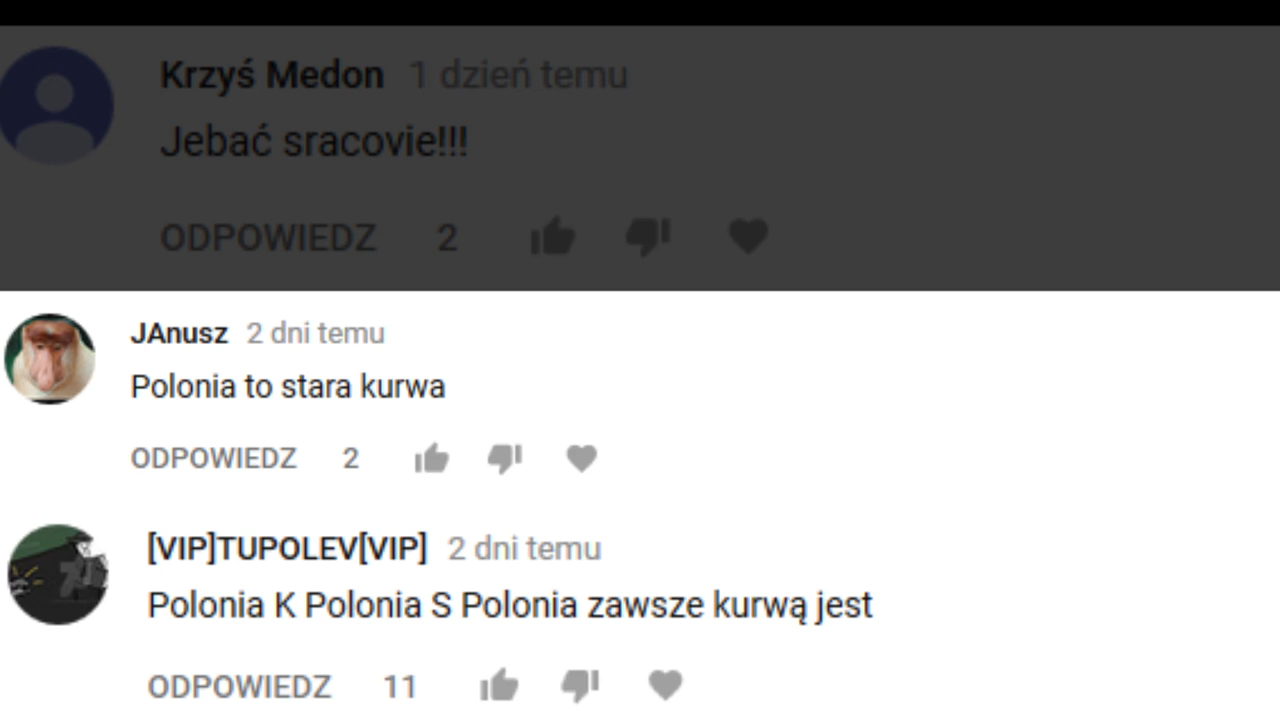 Krzyś Medon 1 dzień temu
Jebać sracovie!!!
ODPOWIEDZ 2
JAnusz 2 dni temu
Polonia to stara kurwa
ODPOWIEDZ 2
[VIP]TUPOLEV[VIP] 2 dni temu
Polonia K Polonia S Polonia zawsze kurwą jest
ODPOWIEDZ 11